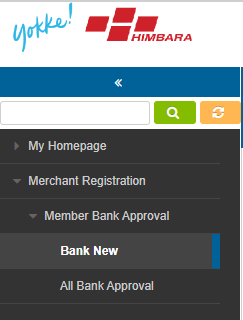 yokke!
HIMBARA
«
My Homepage
Merchant Registration
Member Bank Approval
Bank New
All Bank Approval